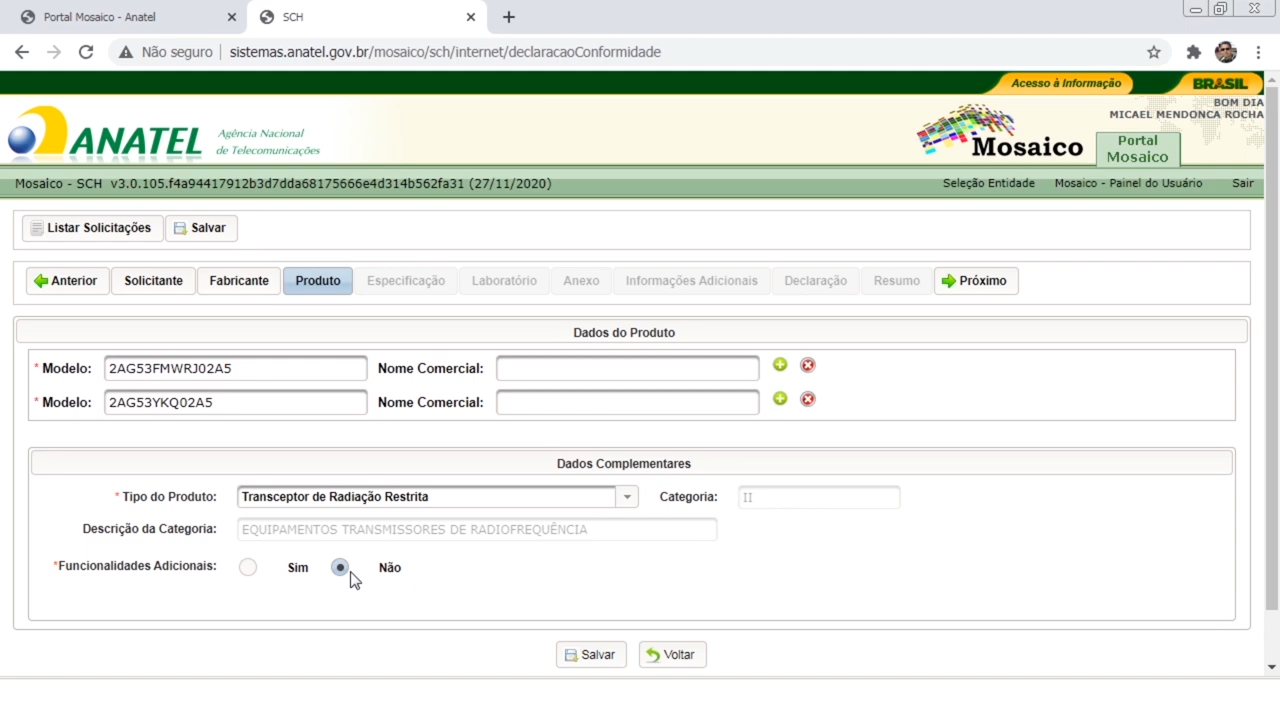 Portal Mosaico - Anatel
SCH
Não seguro | sistemas.anatel.gov.br/mosaico/sch/internet/declaracaoConformidade
Acesso à Informação
BRASIL
ANATEL
Agência Nacional
de Telecomunicações
Mosaico
BOM DIA
MICAEL MENDONCA ROCHA
Portal
Mosaico
Mosaico - SCH v3.0.105.f4a94417912b3d7dda68175666e4d314b562fa31 (27/11/2020)
Seleção Entidade Mosaico - Painel do Usuário Sair
Listar Solicitações Salvar
Anterior Solicitante Fabricante Produto Especificação Laboratório Anexo Informações Adicionais Declaração Resumo Próximo
Dados do Produto
* Modelo: 2AG53FMWRJ02A5 Nome Comercial:
* Modelo: 2AG53YKQ02A5 Nome Comercial:
Dados Complementares
* Tipo do Produto: Transceptor de Radiação Restrita Categoria: II
Descrição da Categoria: EQUIPAMENTOS TRANSMISSORES DE RADIOFREQUÊNCIA
*Funcionalidades Adicionais: Sim Não
Salvar Voltar